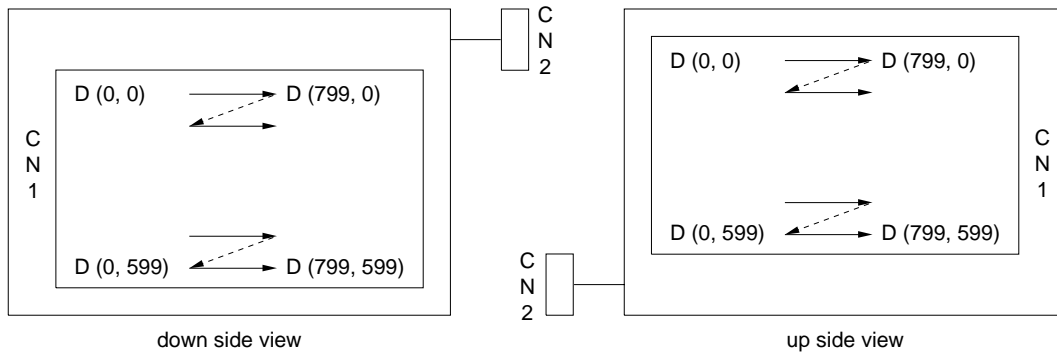 C
N
2
D (0, 0) D (799, 0)
C
N
1
D (0, 599) D (799, 599)
down side view
D (0, 0) D (799, 0)
C
N
1
D (0, 599) D (799, 599)
C
N
2
up side view